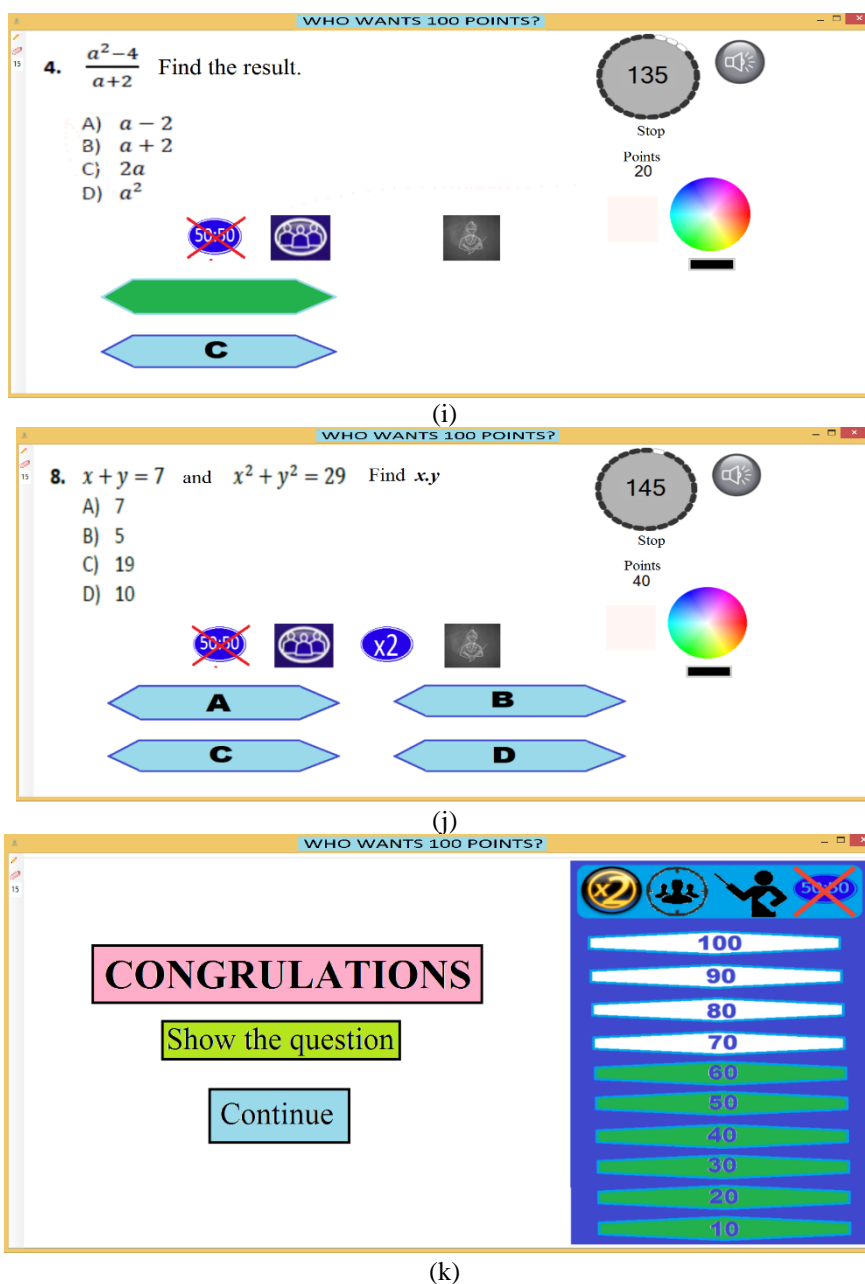 WHO WANTS 100 POINTS?
15
4. a²−4 / a+2 Find the result.
A) a − 2
B) a + 2
C) 2a
D) a²
135
Stop
Points
20
50:50
C
(i)
WHO WANTS 100 POINTS?
15
8. x + y = 7 and x² + y² = 29 Find x.y
A) 7
B) 5
C) 19
D) 10
145
Stop
Points
40
50:50 x2
A B
C D
(j)
WHO WANTS 100 POINTS?
15
x2 50:50
CONGRULATIONS
Show the question
Continue
100
90
80
70
60
50
40
30
20
10
(k)